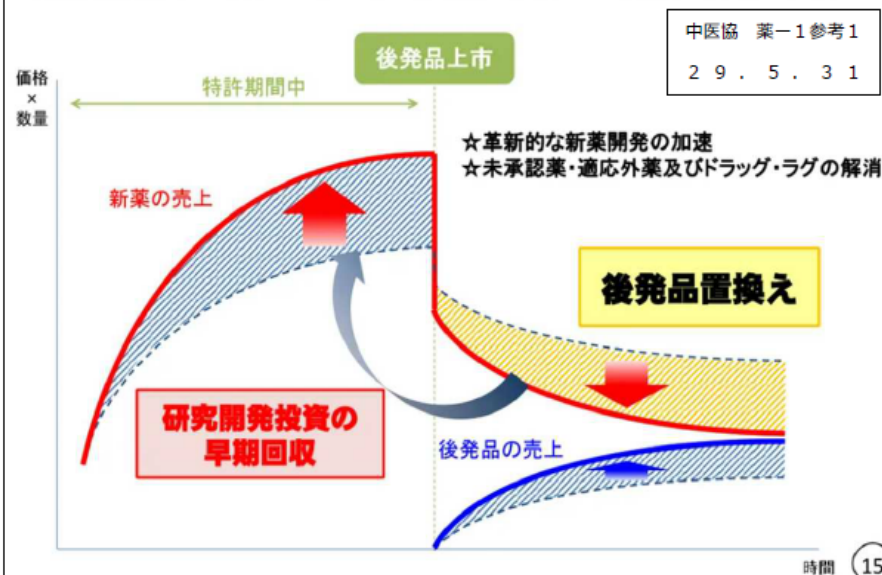 中医協 薬－1参考1
29.5.31
後発品上市
価格
×
数量
特許期間中
☆革新的な新薬開発の加速
☆未承認薬・適応外薬及びドラッグ・ラグの解消
新薬の売上
後発品置換え
研究開発投資の
早期回収
後発品の売上
時間
15